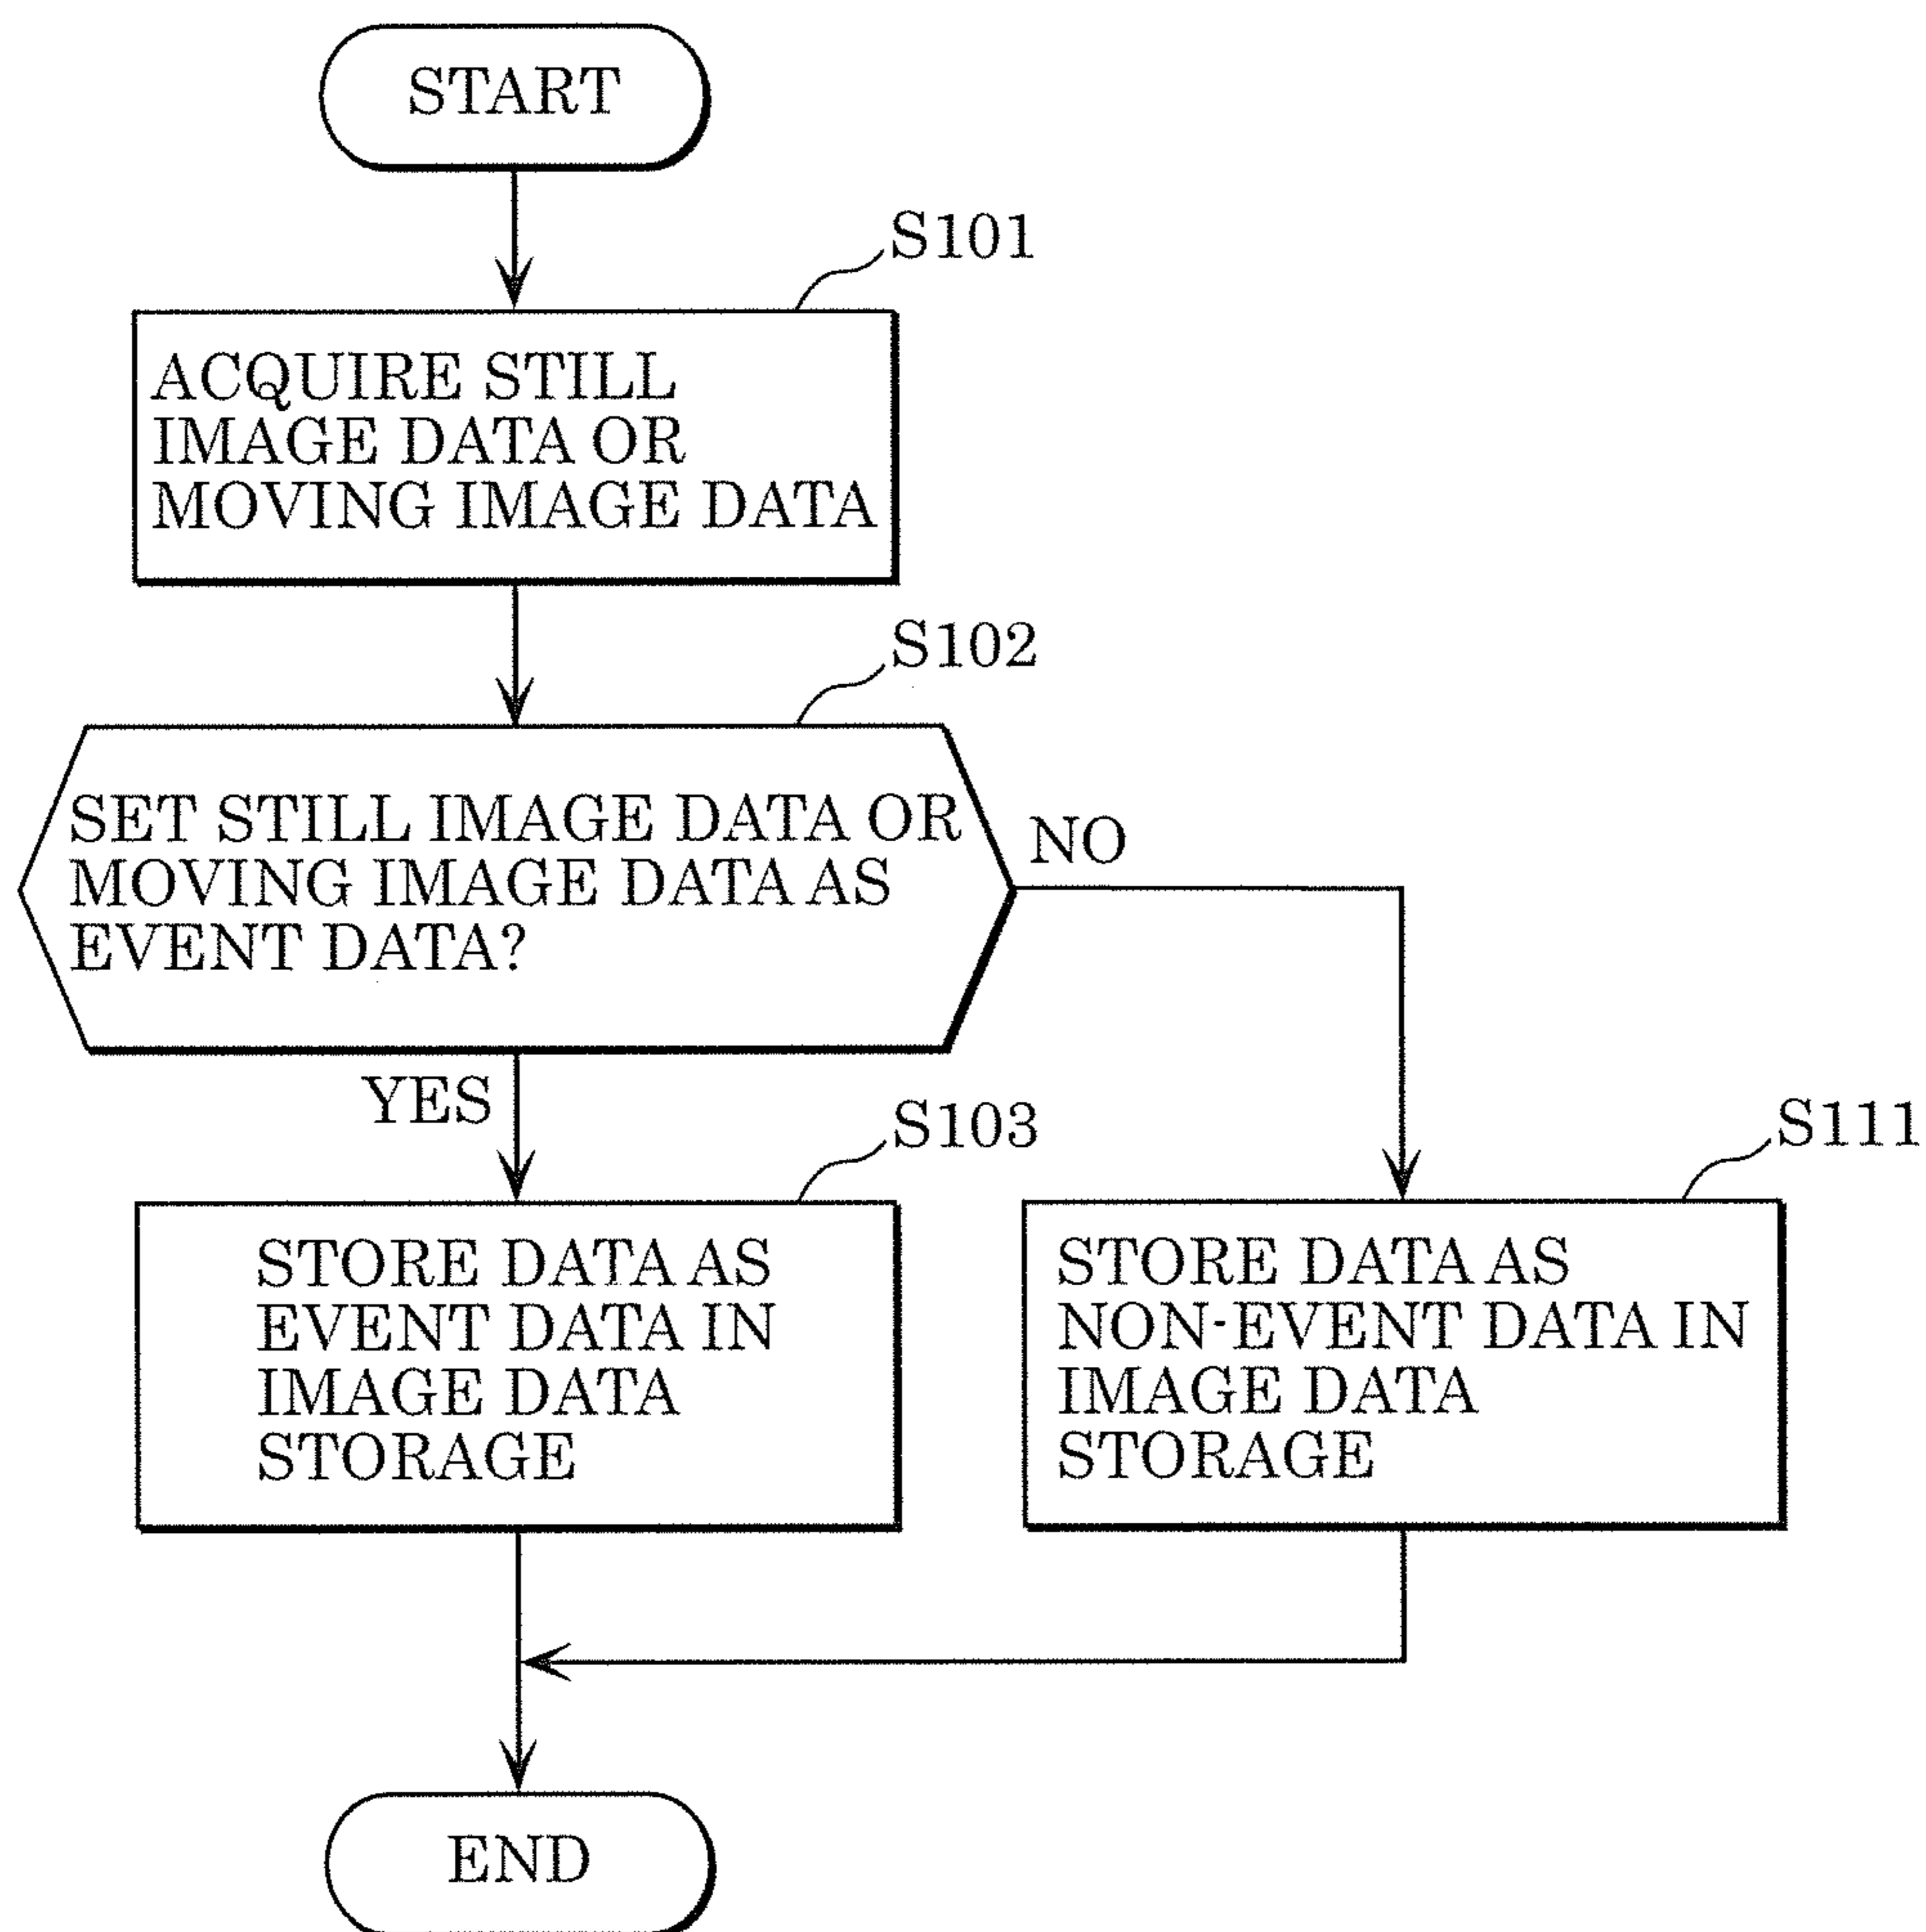 START
S101
ACQUIRE STILL
IMAGE DATA OR
MOVING IMAGE DATA
S102
SET STILL IMAGE DATA OR
MOVING IMAGE DATA AS
EVENT DATA?
NO
YES
S103
STORE DATA AS
EVENT DATA IN
IMAGE DATA
STORAGE
S111
STORE DATA AS
NON-EVENT DATA IN
IMAGE DATA
STORAGE
END